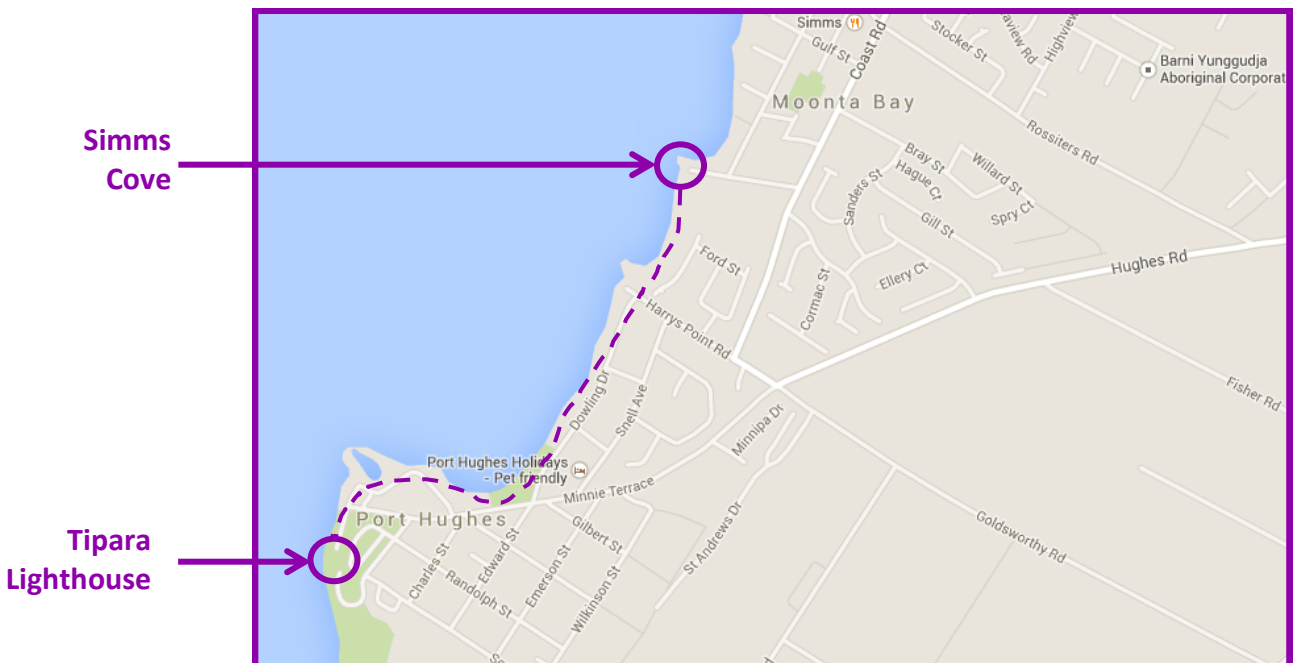 Simms
Cove
Tipara
Lighthouse
Simms
Gulf St
Coast Rd
Stocker St
Highview
Barni Yunggudja
Aboriginal Corporat
Moonta Bay
Rossiters Rd
Bray St
Hague Ct
Willard St
Sanders St
Spry Ct
Gill St
Ford St
Hughes Rd
Ellery Ct
Cormac St
Harrys Point Rd
Fisher Rd
Dowling Dr
Snell Ave
Minnipa Dr
Port Hughes Holidays
- Pet friendly
Minnie Terrace
Port Hughes
Gilbert St
St Andrews Dr
Goldsworthy Rd
Charles St
Edward St
Emerson St
Randolph St
Wilkinson St